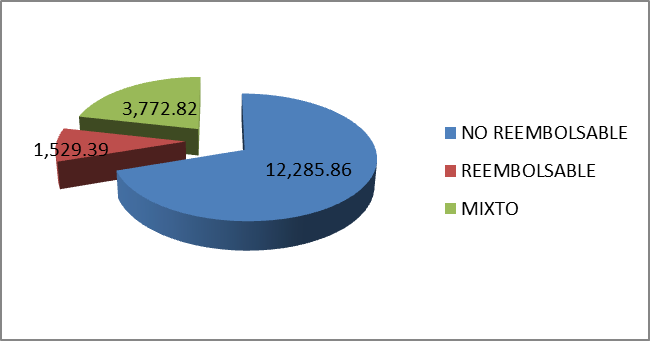 3,772.82
1,529.39
12,285.86
NO REEMBOLSABLE
REEMBOLSABLE
MIXTO